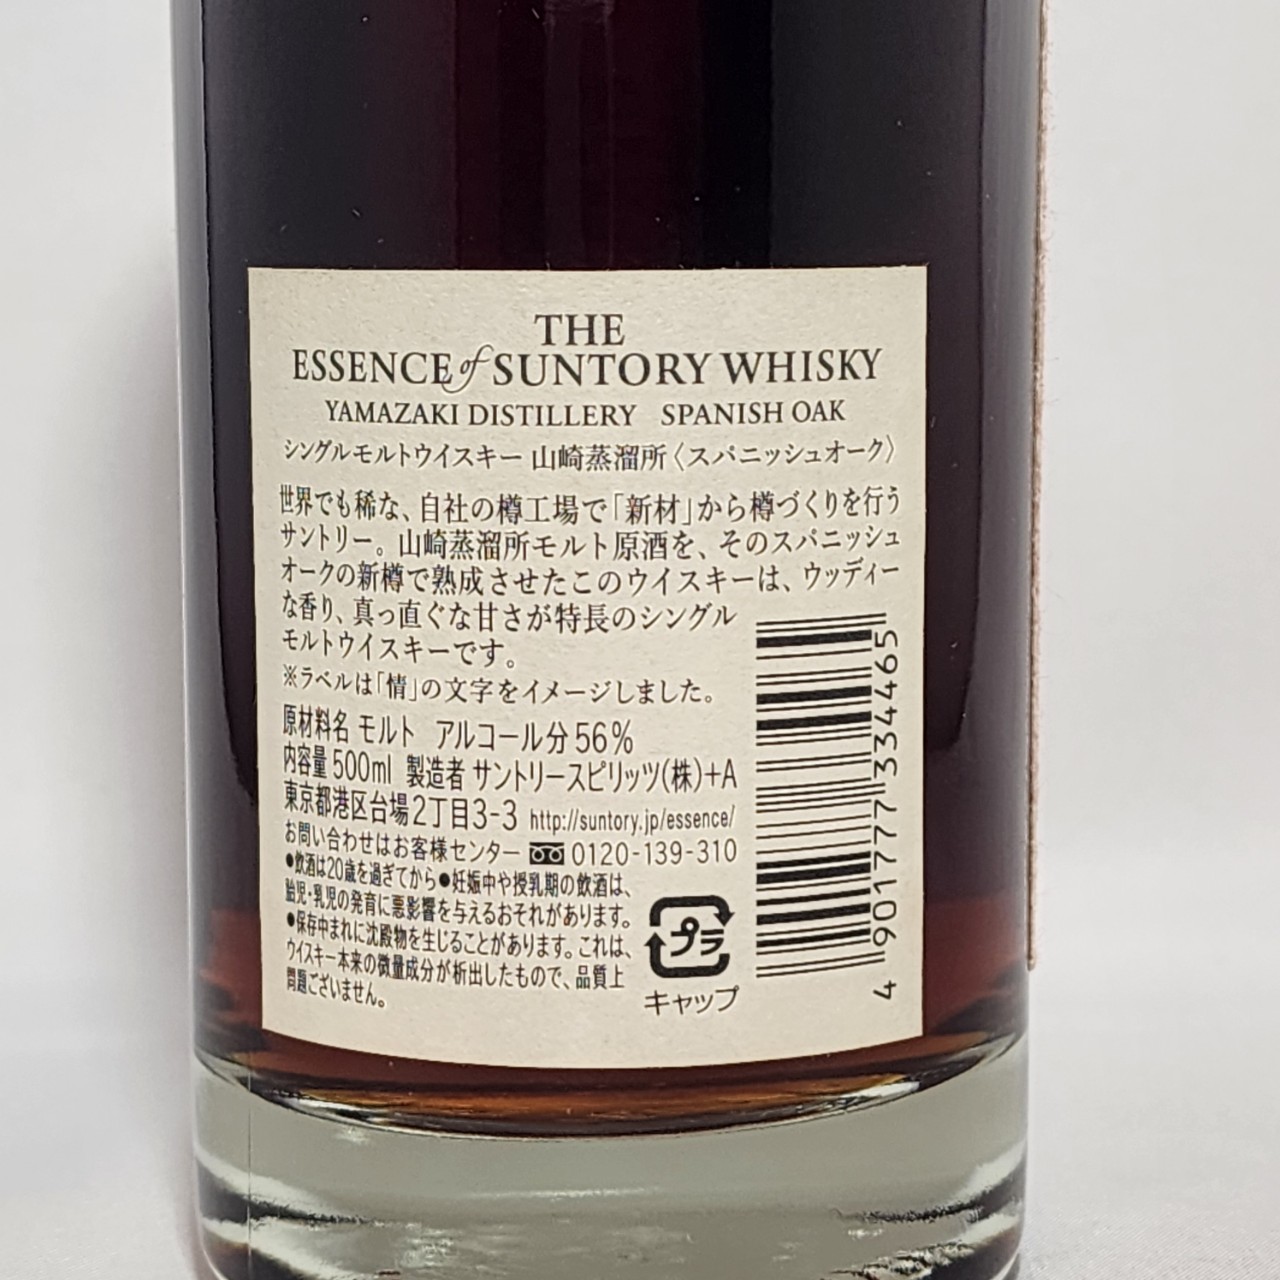 THE
ESSENCE of SUNTORY WHISKY
YAMAZAKI DISTILLERY SPANISH OAK
シングルモルトウイスキー 山崎蒸溜所〈スパニッシュオーク〉
世界でも稀な、自社の樽工場で「新材」から樽づくりを行う
サントリー。山崎蒸溜所モルト原酒を、そのスパニッシュ
オークの新樽で熟成させたこのウイスキーは、ウッディー
な香り、真っ直ぐな甘さが特長のシングル
モルトウイスキーです。
※ラベルは「情」の文字をイメージしました。
原材料名 モルト アルコール分 56%
内容量 500ml 製造者 サントリースピリッツ(株)+A
東京都港区台場2丁目3-3 http://suntory.jp/essence/
お問い合わせはお客様センター 0120-139-310
●飲酒は20歳を過ぎてから●妊娠中や授乳期の飲酒は、
胎児・乳児の発育に悪影響を与えるおそれがあります。
●保存中まれに沈殿物を生じることがあります。これは、
ウイスキー本来の微量成分が析出したもので、品質上
問題ございません。
プラ
キャップ
4 901777 334465